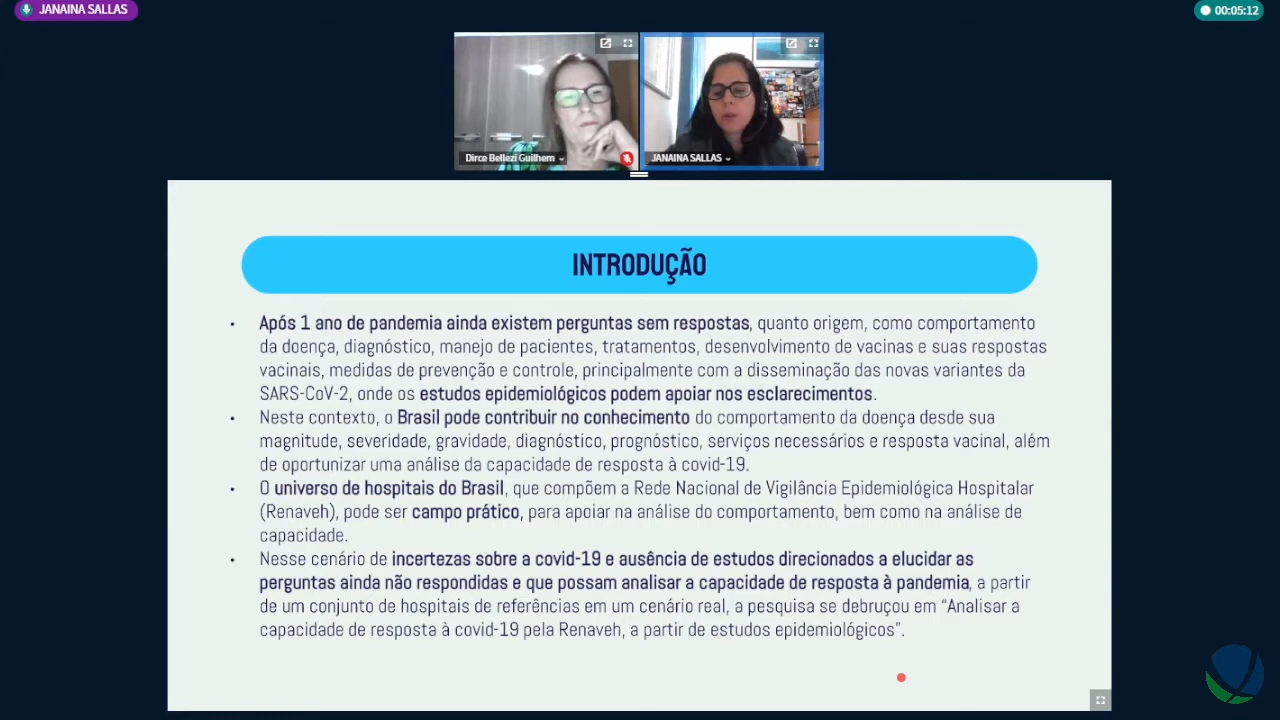 JANAINA SALLAS
00:05:12
Dirce Bellezi Guilhem
JANAINA SALLAS
INTRODUÇÃO
• Após 1 ano de pandemia ainda existem perguntas sem respostas, quanto origem, como comportamento
da doença, diagnóstico, manejo de pacientes, tratamentos, desenvolvimento de vacinas e suas respostas
vacinais, medidas de prevenção e controle, principalmente com a disseminação das novas variantes da
SARS-CoV-2, onde os estudos epidemiológicos podem apoiar nos esclarecimentos.
• Neste contexto, o Brasil pode contribuir no conhecimento do comportamento da doença desde sua
magnitude, severidade, gravidade, diagnóstico, prognóstico, serviços necessários e resposta vacinal, além
de oportunizar uma análise da capacidade de resposta à covid-19.
• O universo de hospitais do Brasil, que compõem a Rede Nacional de Vigilância Epidemiológica Hospitalar
(Renaveh), pode ser campo prático, para apoiar na análise do comportamento, bem como na análise de
capacidade.
• Nesse cenário de incertezas sobre a covid-19 e ausência de estudos direcionados a elucidar as
perguntas ainda não respondidas e que possam analisar a capacidade de resposta à pandemia, a partir
de um conjunto de hospitais de referências em um cenário real, a pesquisa se debruçou em “Analisar a
capacidade de resposta à covid-19 pela Renaveh, a partir de estudos epidemiológicos”.